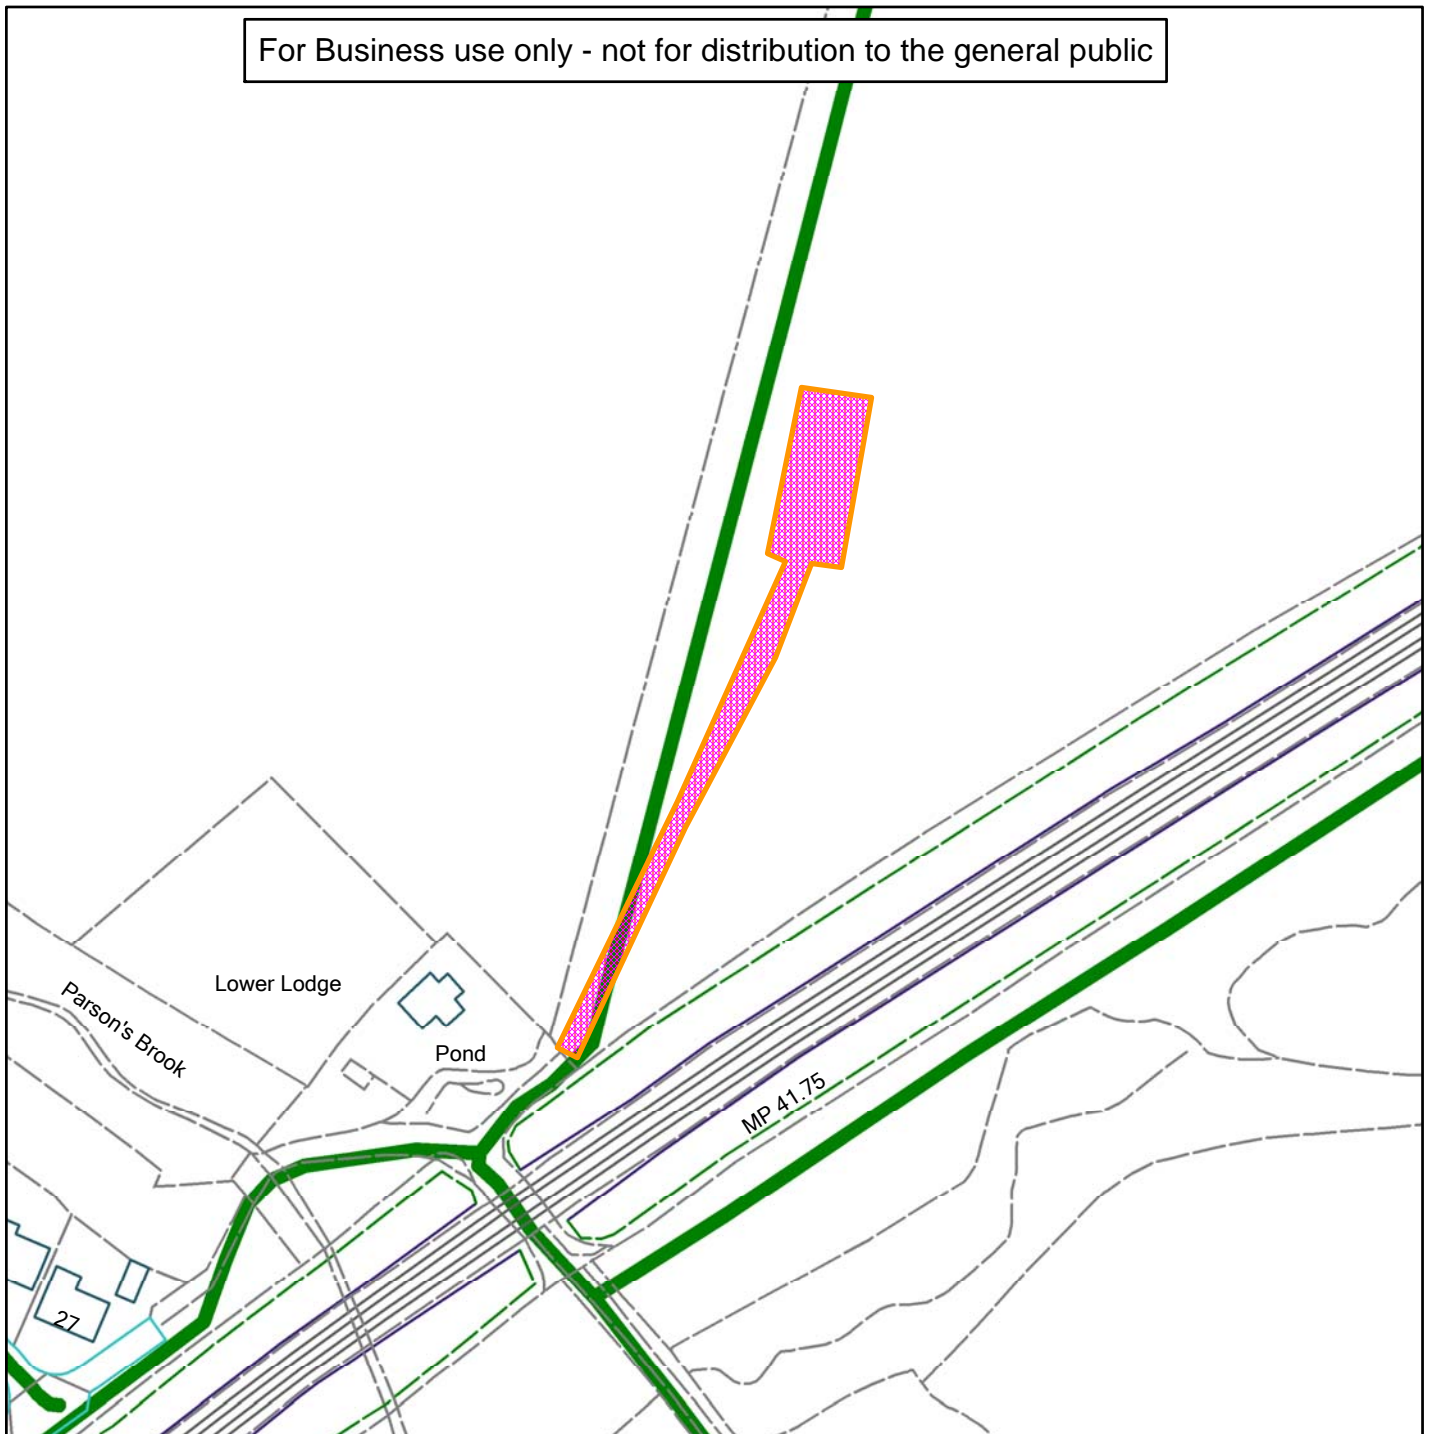 For Business use only - not for distribution to the general public
Lower Lodge
Parson's Brook
Pond
MP 41.75
27